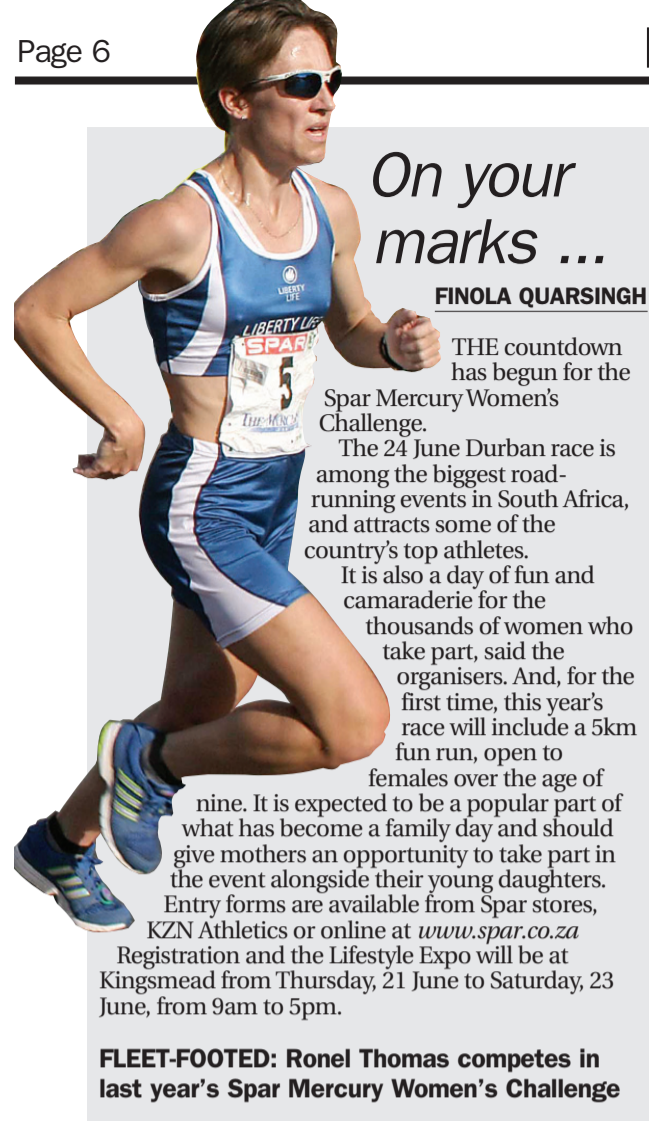 Page 6
On your
marks ...
FINOLA QUARSINGH
LIBERTY
LIFE
LIBERTY LIFE
SPAR
5
THE MERCURY
THE countdown
has begun for the
Spar Mercury Women's
Challenge.
The 24 June Durban race is
among the biggest road-
running events in South Africa,
and attracts some of the
country's top athletes.
It is also a day of fun and
camaraderie for the
thousands of women who
take part, said the
organisers. And, for the
first time, this year's
race will include a 5km
fun run, open to
females over the age of
nine. It is expected to be a popular part of
what has become a family day and should
give mothers an opportunity to take part in
the event alongside their young daughters.
Entry forms are available from Spar stores,
KZN Athletics or online at www.spar.co.za
Registration and the Lifestyle Expo will be at
Kingsmead from Thursday, 21 June to Saturday, 23
June, from 9am to 5pm.
FLEET-FOOTED: Ronel Thomas competes in
last year's Spar Mercury Women's Challenge